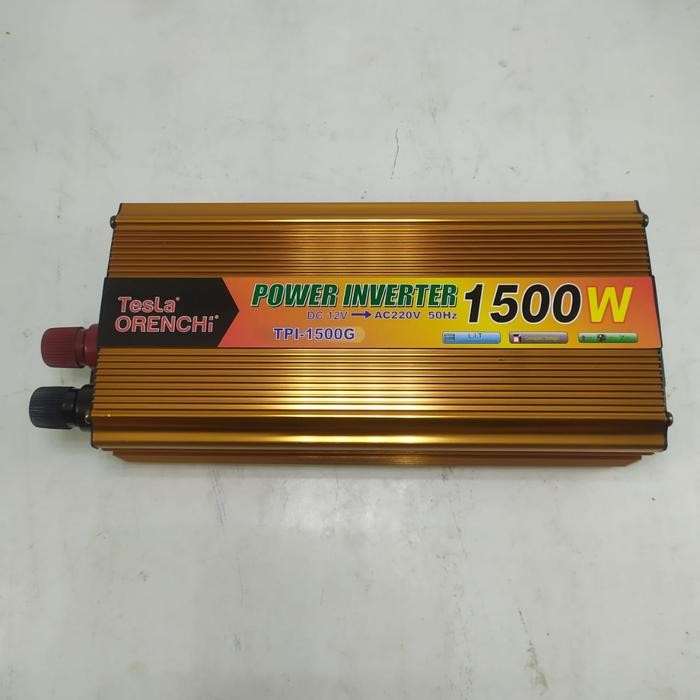 TesLa®
ORENCHi®
POWER INVERTER
DC 12V → AC220V 50Hz
TPI-1500G
1500W